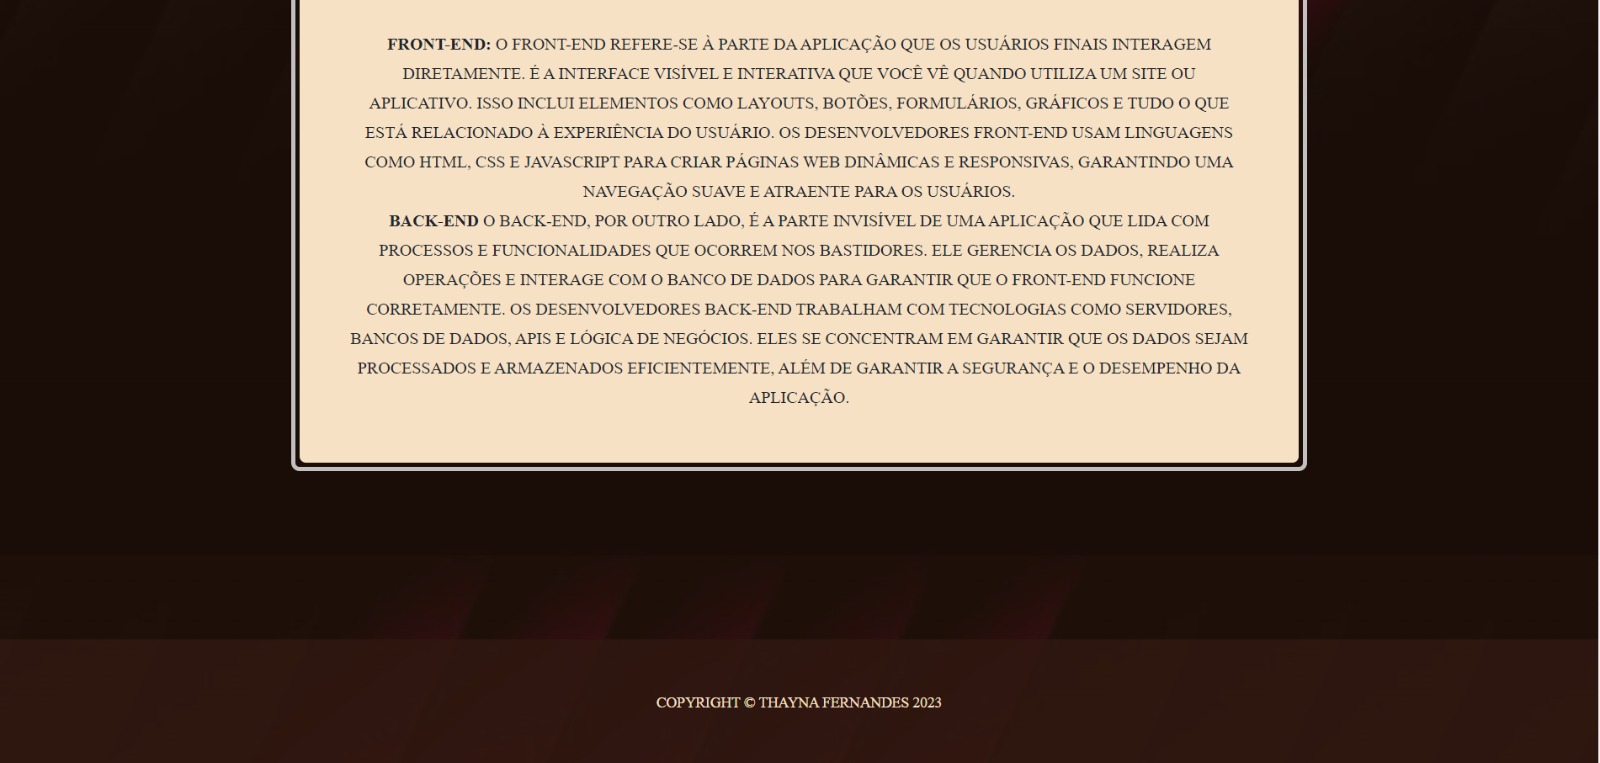 FRONT-END: O FRONT-END REFERE-SE À PARTE DA APLICAÇÃO QUE OS USUÁRIOS FINAIS INTERAGEM
DIRETAMENTE. É A INTERFACE VISÍVEL E INTERATIVA QUE VOCÊ VÊ QUANDO UTILIZA UM SITE OU
APLICATIVO. ISSO INCLUI ELEMENTOS COMO LAYOUTS, BOTÕES, FORMULÁRIOS, GRÁFICOS E TUDO O QUE
ESTÁ RELACIONADO À EXPERIÊNCIA DO USUÁRIO. OS DESENVOLVEDORES FRONT-END USAM LINGUAGENS
COMO HTML, CSS E JAVASCRIPT PARA CRIAR PÁGINAS WEB DINÂMICAS E RESPONSIVAS, GARANTINDO UMA
NAVEGAÇÃO SUAVE E ATRAENTE PARA OS USUÁRIOS.
BACK-END O BACK-END, POR OUTRO LADO, É A PARTE INVISÍVEL DE UMA APLICAÇÃO QUE LIDA COM
PROCESSOS E FUNCIONALIDADES QUE OCORREM NOS BASTIDORES. ELE GERENCIA OS DADOS, REALIZA
OPERAÇÕES E INTERAGE COM O BANCO DE DADOS PARA GARANTIR QUE O FRONT-END FUNCIONE
CORRETAMENTE. OS DESENVOLVEDORES BACK-END TRABALHAM COM TECNOLOGIAS COMO SERVIDORES,
BANCOS DE DADOS, APIS E LÓGICA DE NEGÓCIOS. ELES SE CONCENTRAM EM GARANTIR QUE OS DADOS SEJAM
PROCESSADOS E ARMAZENADOS EFICIENTEMENTE, ALÉM DE GARANTIR A SEGURANÇA E O DESEMPENHO DA
APLICAÇÃO.
COPYRIGHT © THAYNA FERNANDES 2023